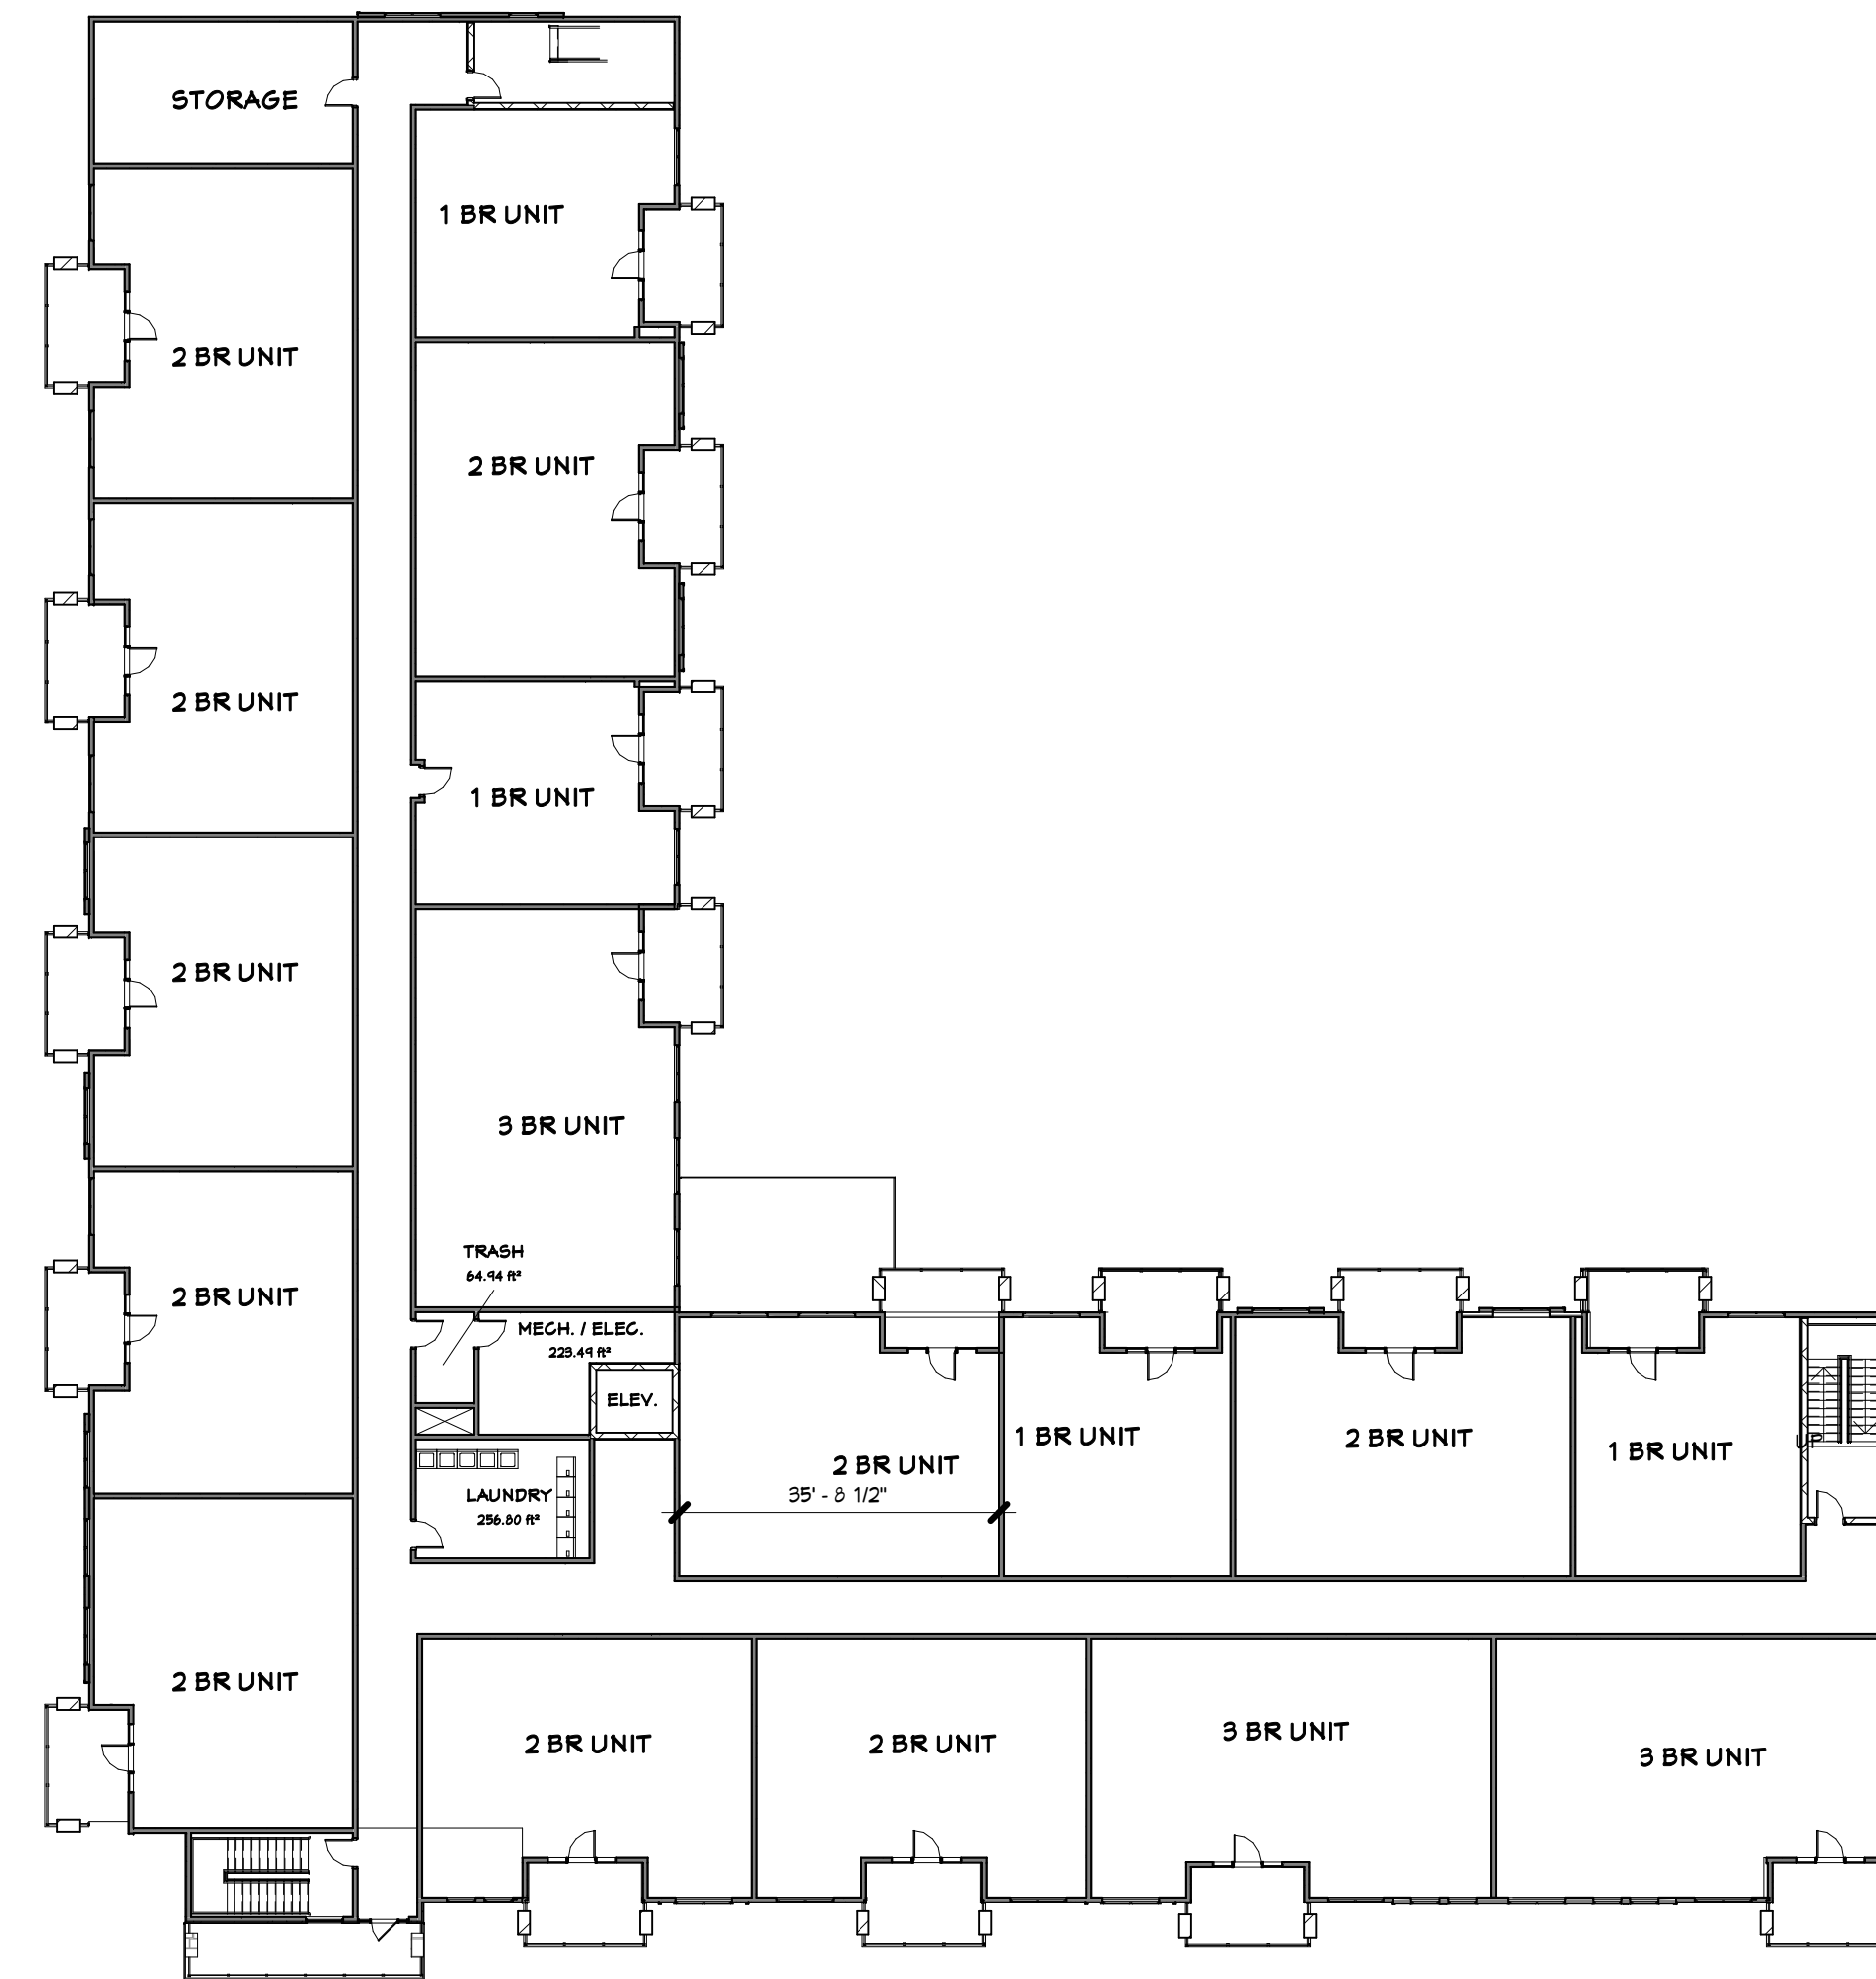 STORAGE
1 BR UNIT
2 BR UNIT
2 BR UNIT
2 BR UNIT
1 BR UNIT
2 BR UNIT
3 BR UNIT
TRASH
64.94 ft²
2 BR UNIT
MECH. / ELEC.
223.49 ft²
ELEV.
2 BR UNIT
1 BR UNIT
2 BR UNIT
1 BR UNIT
UP
LAUNDRY
256.80 ft²
35' - 8 1/2"
2 BR UNIT
2 BR UNIT
2 BR UNIT
3 BR UNIT
3 BR UNIT